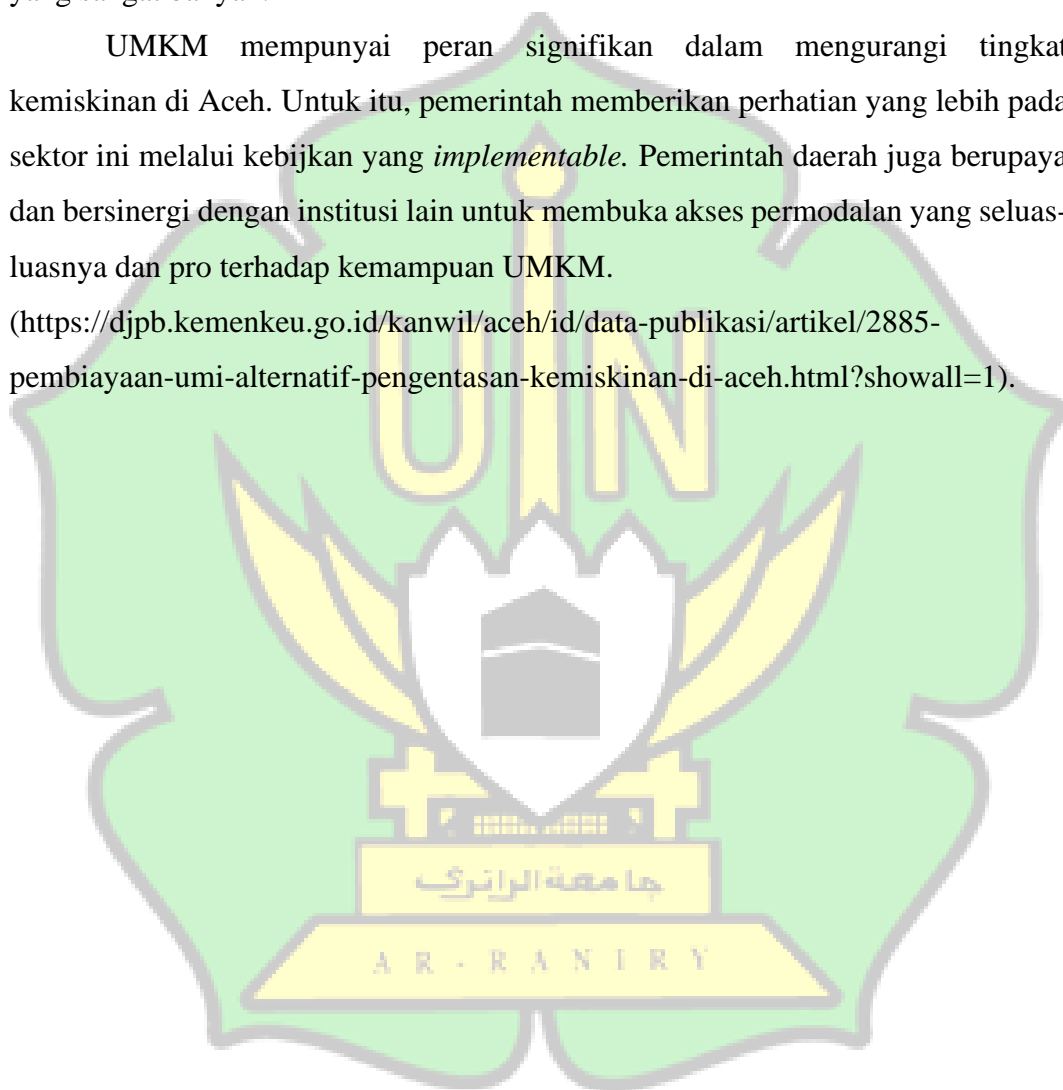 UMKM mempunyai peran signifikan dalam mengurangi tingkat
kemiskinan di Aceh. Untuk itu, pemerintah memberikan perhatian yang lebih pada
sektor ini melalui kebijkan yang implementable. Pemerintah daerah juga berupaya
dan bersinergi dengan institusi lain untuk membuka akses permodalan yang seluas-
luasnya dan pro terhadap kemampuan UMKM.
(https://djpb.kemenkeu.go.id/kanwil/aceh/id/data-publikasi/artikel/2885-
pembiayaan-umi-alternatif-pengentasan-kemiskinan-di-aceh.html?showall=1).
UIN
جامعة الرانري
AR-RANIRY